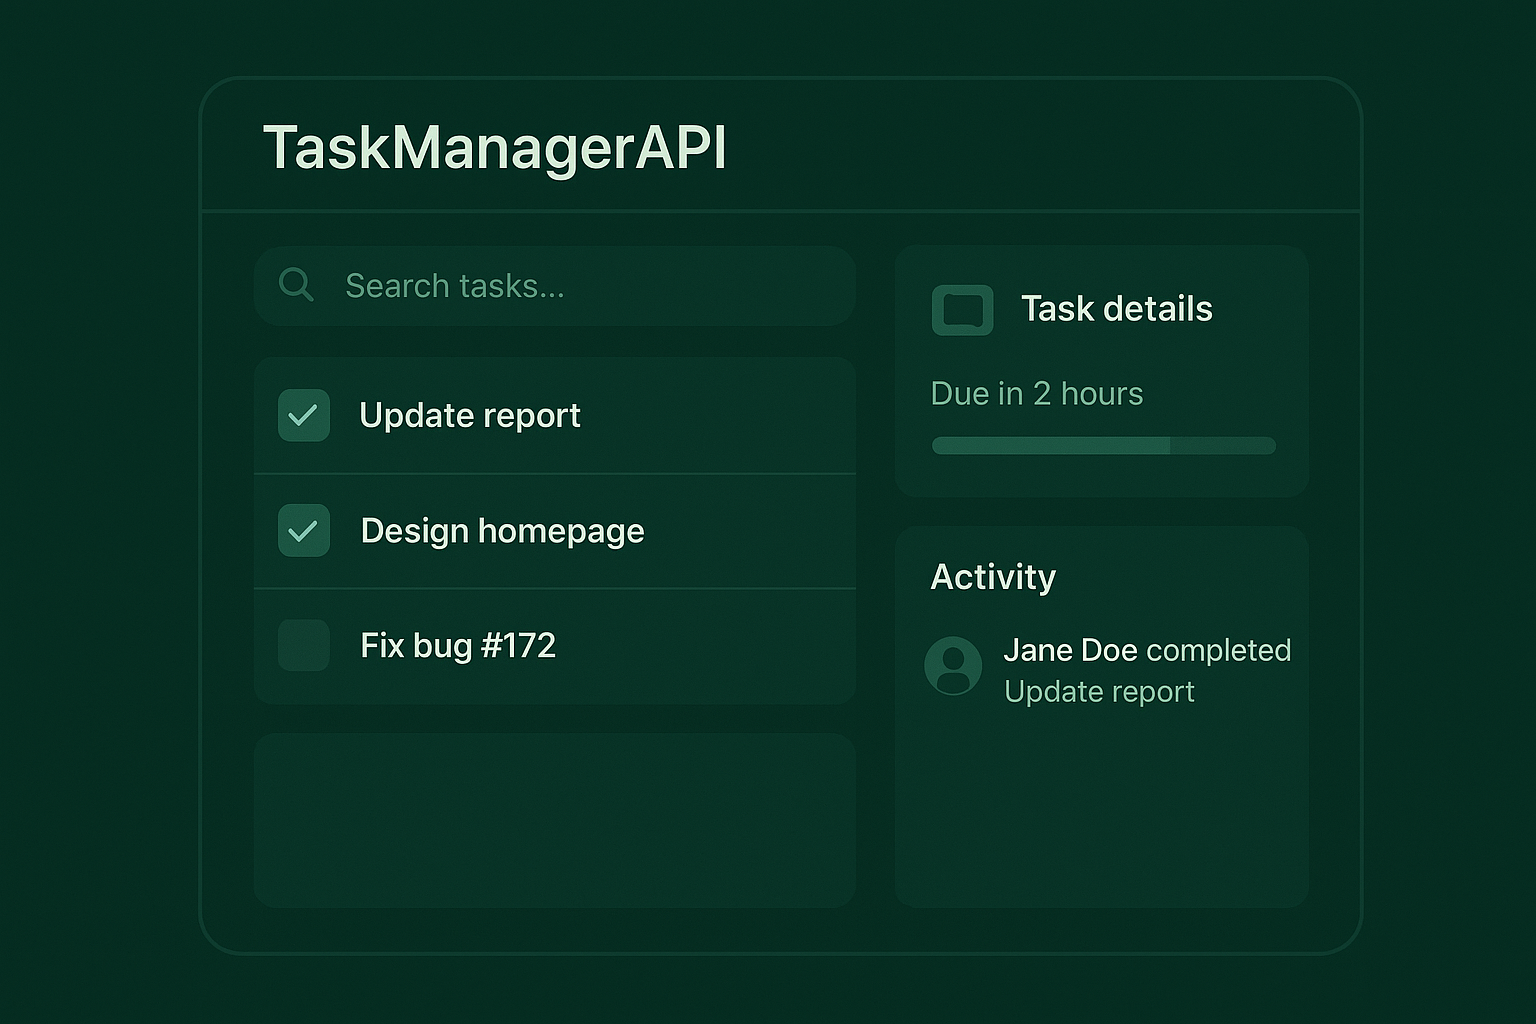 TaskManagerAPI
Search tasks...
Update report
Design homepage
Fix bug #172
Task details
Due in 2 hours
Activity
Jane Doe completed
Update report